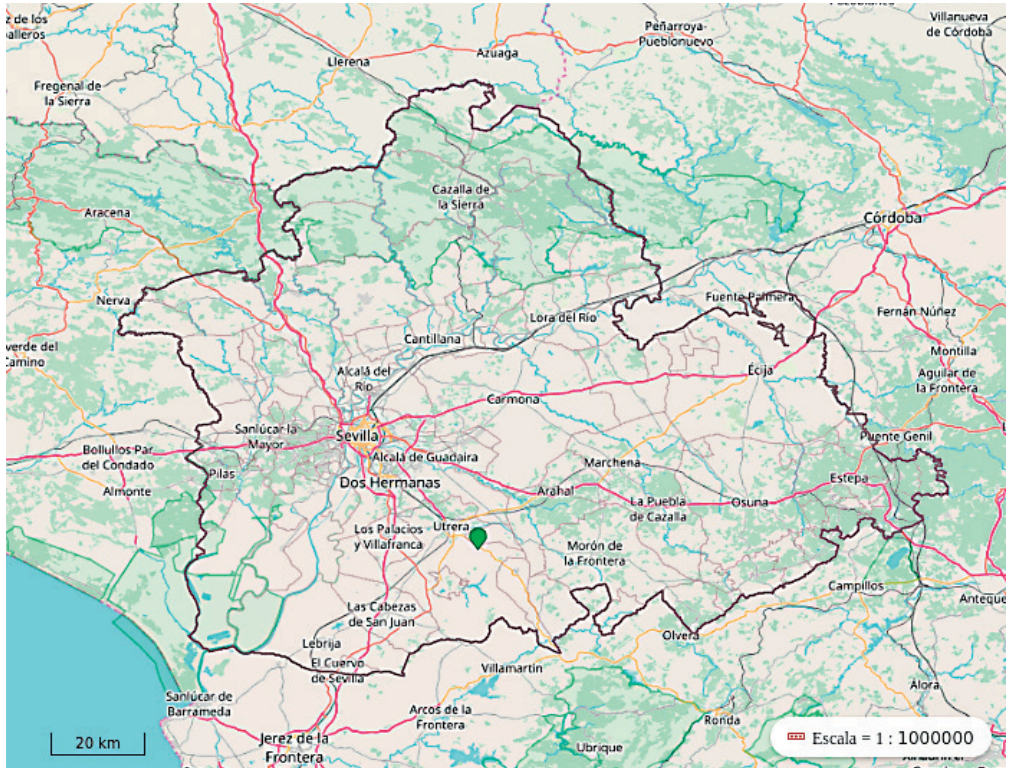 z de los
alleros
Peñarroya-
Pueblonuevo
Villanueva
de Córdoba
Azuaga
Llerena
Fregenal de
la Sierra
Cazalla de
la Sierra
Aracena
Córdoba
Nerva
Fuente Palmera
Lora del Río
Fernán Núñez
Cantillana
verde del
Camino
Montilla
Alcalá del
Río
Écija
Aguilar de
la Frontera
Carmona
Sanlúcar la
Mayor
Sevilla
Puente Genil
Bollullos Par
del Condado
Alcalá de Guadaira
Marchena
Pilas
Dos Hermanas
Estepa
Almonte
Arahal
La Puebla
de Cazalla
Osuna
Utrera
Los Palacios
y Villafranca
Morón de
la Frontera
Campillos
Anteque
Las Cabezas
de San Juan
Olvera
Lebrija
El Cuervo
de Sevilla
Villamartín
Álora
Sanlúcar de
Barrameda
Arcos de la
Frontera
Ronda
20 km
Jerez de la
Frontera
Ubrique
Escala = 1 : 1000000